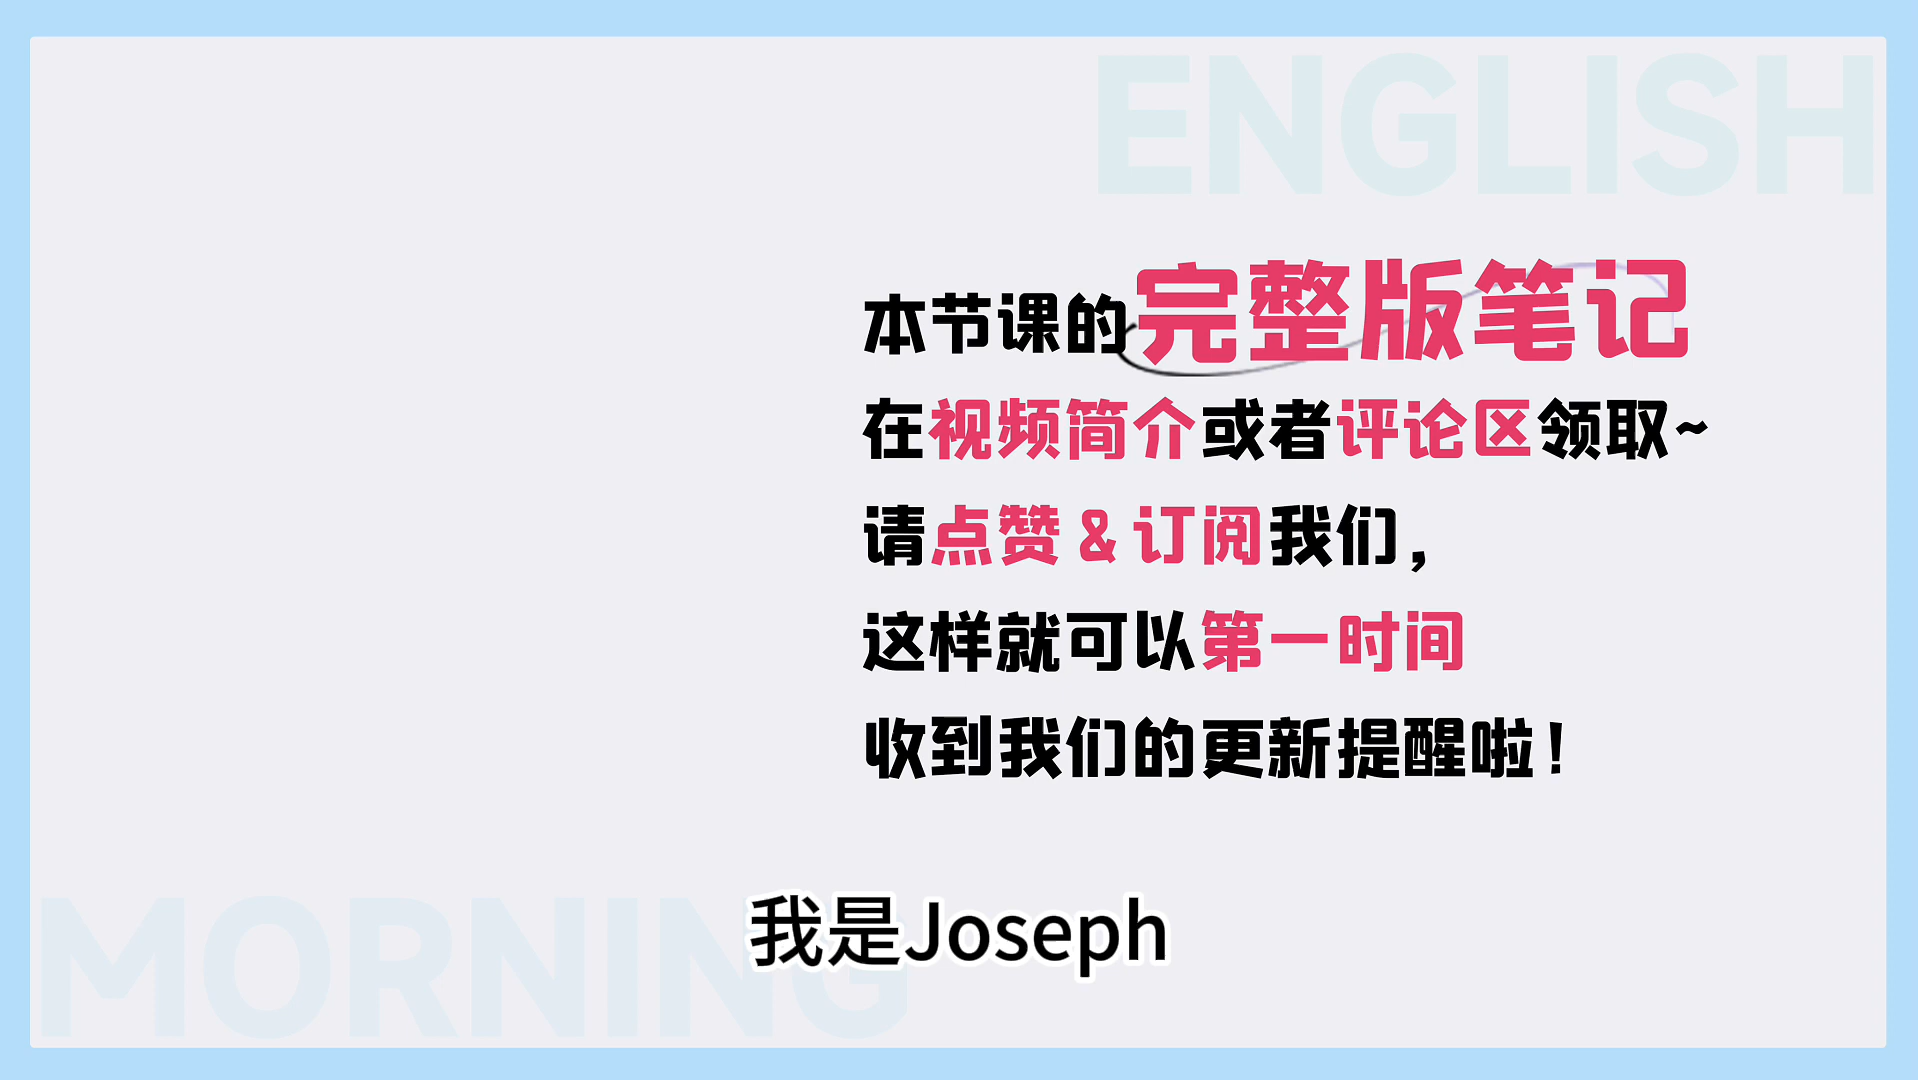 ENGLISH
本节课的完整版笔记
在视频简介或者评论区领取~
请点赞&订阅我们，
这样就可以第一时间
收到我们的更新提醒啦！
MORNING
我是Joseph